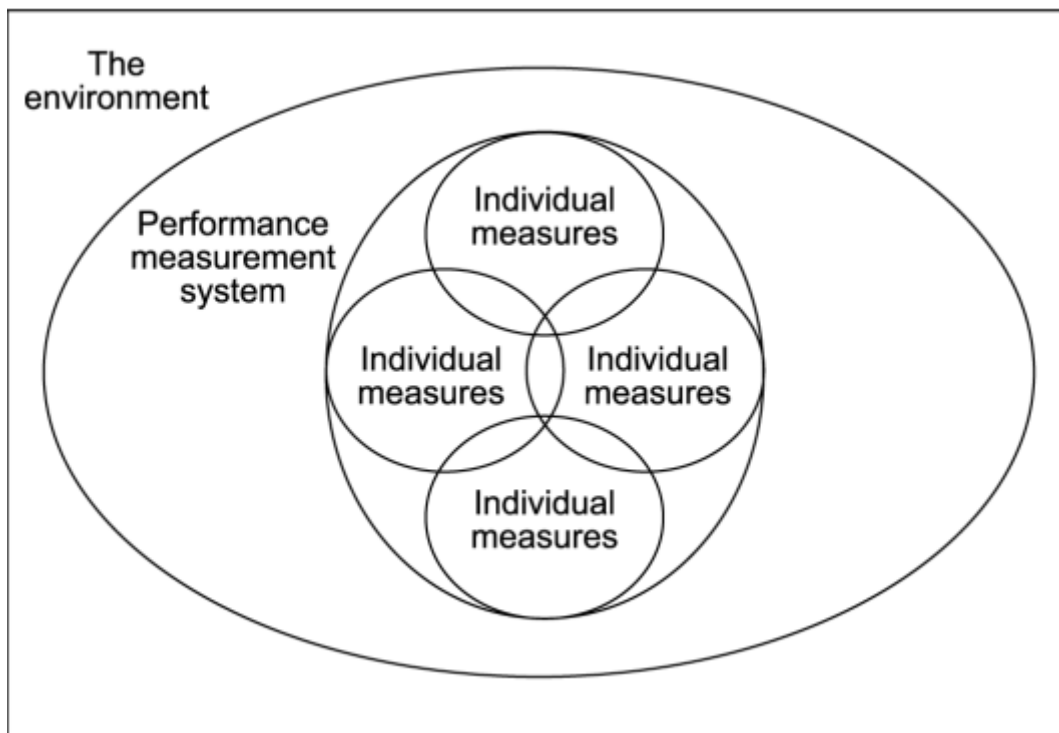 The
environment
Performance
measurement
system
Individual
measures
Individual
measures
Individual
measures
Individual
measures